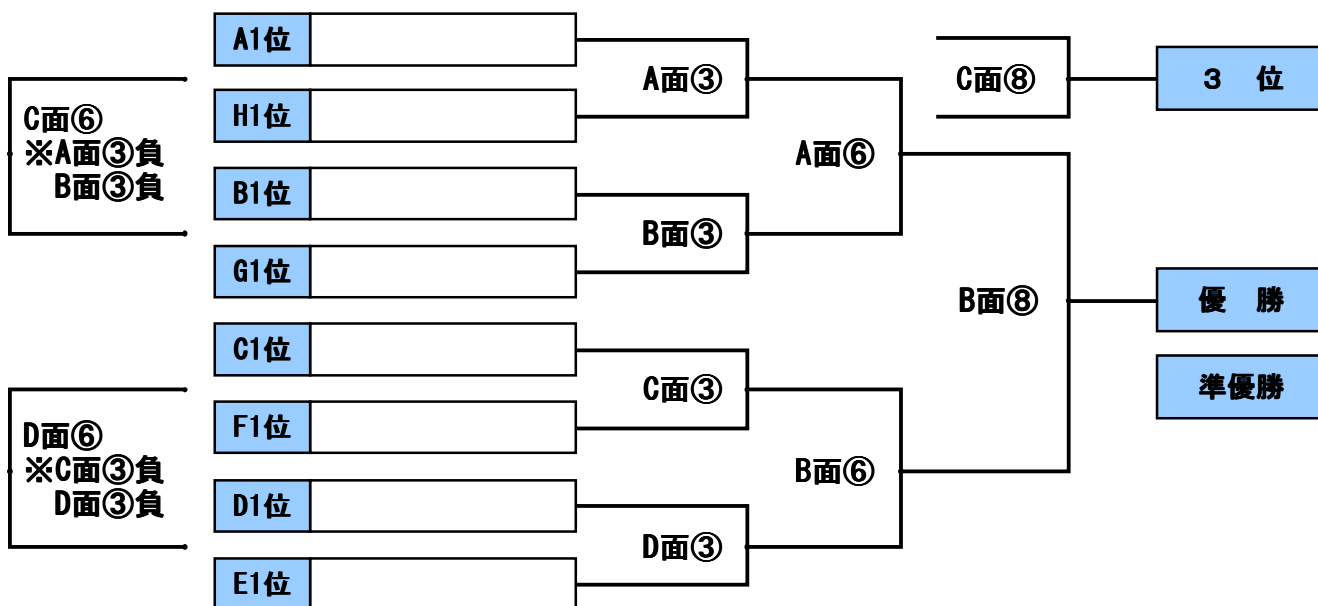 A1位
H1位
B1位
G1位
C1位
F1位
D1位
E1位
C面⑥
※A面③負
B面③負
D面⑥
※C面③負
D面③負
A面③
B面③
C面③
D面③
A面⑥
B面⑥
C面⑧
B面⑧
3 位
優 勝
準優勝